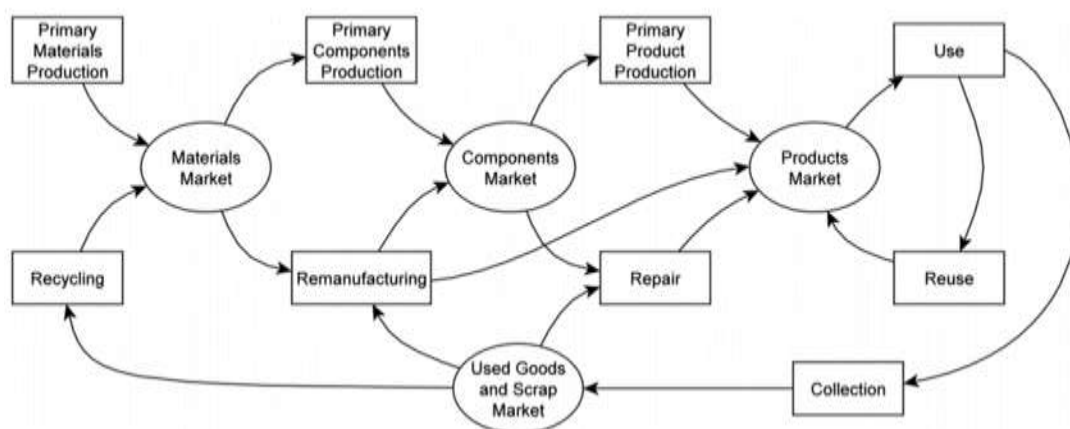 Primary
Materials
Production
Primary
Components
Production
Primary
Product
Production
Use
Materials
Market
Components
Market
Products
Market
Recycling
Remanufacturing
Repair
Reuse
Used Goods
and Scrap
Market
Collection